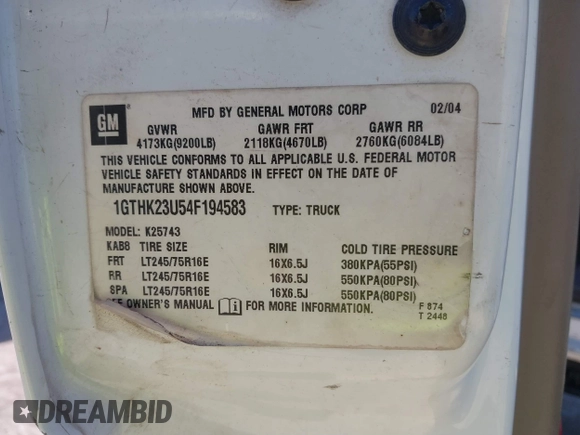 GM
MFD BY GENERAL MOTORS CORP 02/04
GVWR GAWR FRT GAWR RR
4173KG(9200LB) 2118KG(4670LB) 2760KG(6084LB)
THIS VEHICLE CONFORMS TO ALL APPLICABLE U.S. FEDERAL MOTOR
VEHICLE SAFETY STANDARDS IN EFFECT ON THE DATE OF
MANUFACTURE SHOWN ABOVE.
1GTHK23U54F194583 TYPE: TRUCK
MODEL: K25743
KAB8 TIRE SIZE RIM COLD TIRE PRESSURE
FRT LT245/75R16E 16X6.5J 380KPA(55PSI)
RR LT245/75R16E 16X6.5J 550KPA(80PSI)
SPA LT245/75R16E 16X6.5J 550KPA(80PSI)
OWNER'S MANUAL FOR MORE INFORMATION.
F 874
T 2448
DREAMBID